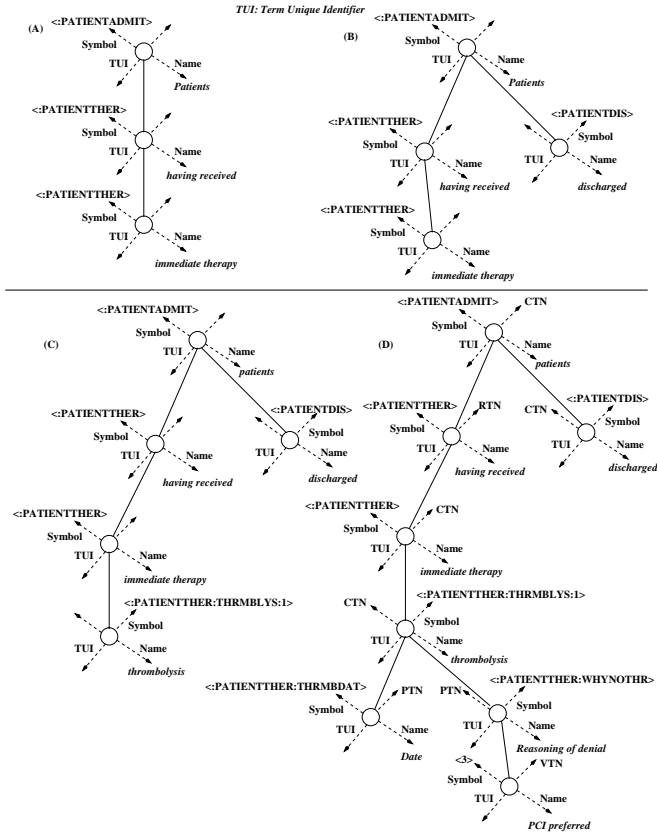 TUI: Term Unique Identifier
(A)
<:PATIENTADMIT>
Symbol
TUI
Name
Patients
<:PATIENTTHER>
Symbol
TUI
Name
having received
<:PATIENTTHER>
Symbol
TUI
Name
immediate therapy
(B)
<:PATIENTADMIT>
Symbol
TUI
Name
Patients
<:PATIENTTHER>
Symbol
TUI
Name
having received
<:PATIENTDIS>
Symbol
TUI
Name
discharged
<:PATIENTTHER>
Symbol
TUI
Name
immediate therapy
(C)
<:PATIENTADMIT>
Symbol
TUI
Name
patients
<:PATIENTTHER>
Symbol
TUI
Name
having received
<:PATIENTDIS>
Symbol
TUI
Name
discharged
<:PATIENTTHER>
Symbol
TUI
Name
immediate therapy
<:PATIENTTHER:THRMBLYS:1>
Symbol
TUI
Name
thrombolysis
(D)
<:PATIENTADMIT>
CTN
Symbol
TUI
Name
patients
<:PATIENTTHER>
RTN
Symbol
TUI
Name
having received
<:PATIENTDIS>
CTN
Symbol
TUI
Name
discharged
<:PATIENTTHER>
CTN
Symbol
TUI
Name
immediate therapy
<:PATIENTTHER:THRMBLYS:1>
CTN
Symbol
TUI
Name
thrombolysis
<:PATIENTTHER:THRMBDAT>
PTN
Symbol
TUI
Name
Date
<:PATIENTTHER:WHYNOTHR>
PTN
Symbol
TUI
Name
Reasoning of denial
<3>
VTN
Symbol
TUI
Name
PCI preferred